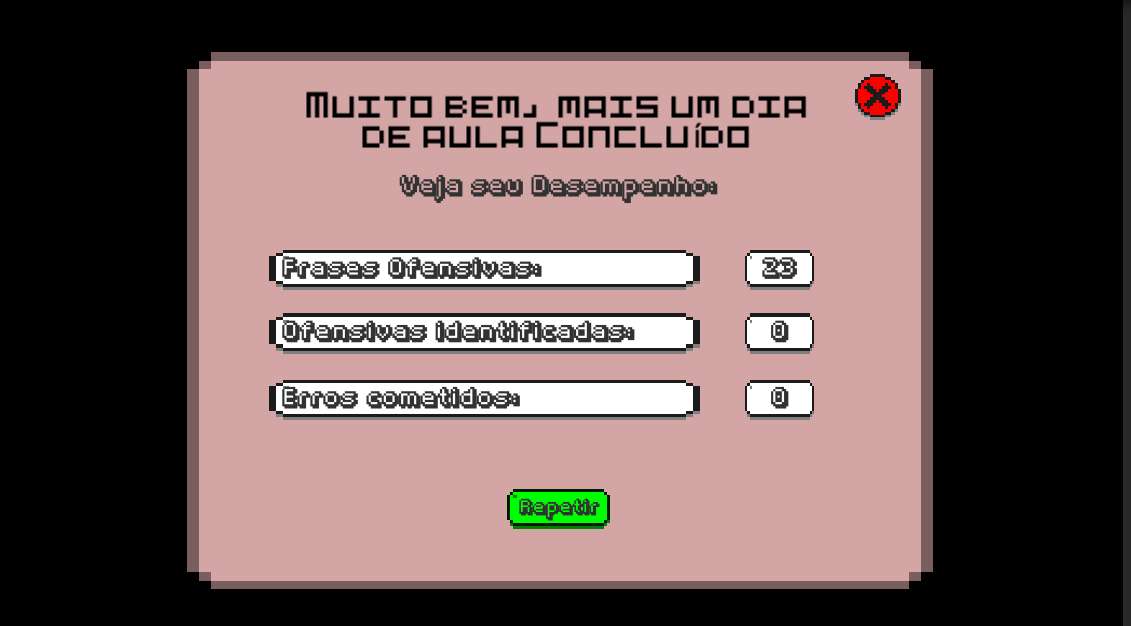 Muito bem, mais um dia
de aula Concluído
Veja seu Desempenho:
Frases Ofensivas: 23
Ofensivas identificadas: 0
Erros cometidos: 0
Repetir